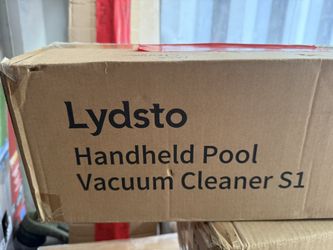 Lydsto
Handheld Pool
Vacuum Cleaner S1